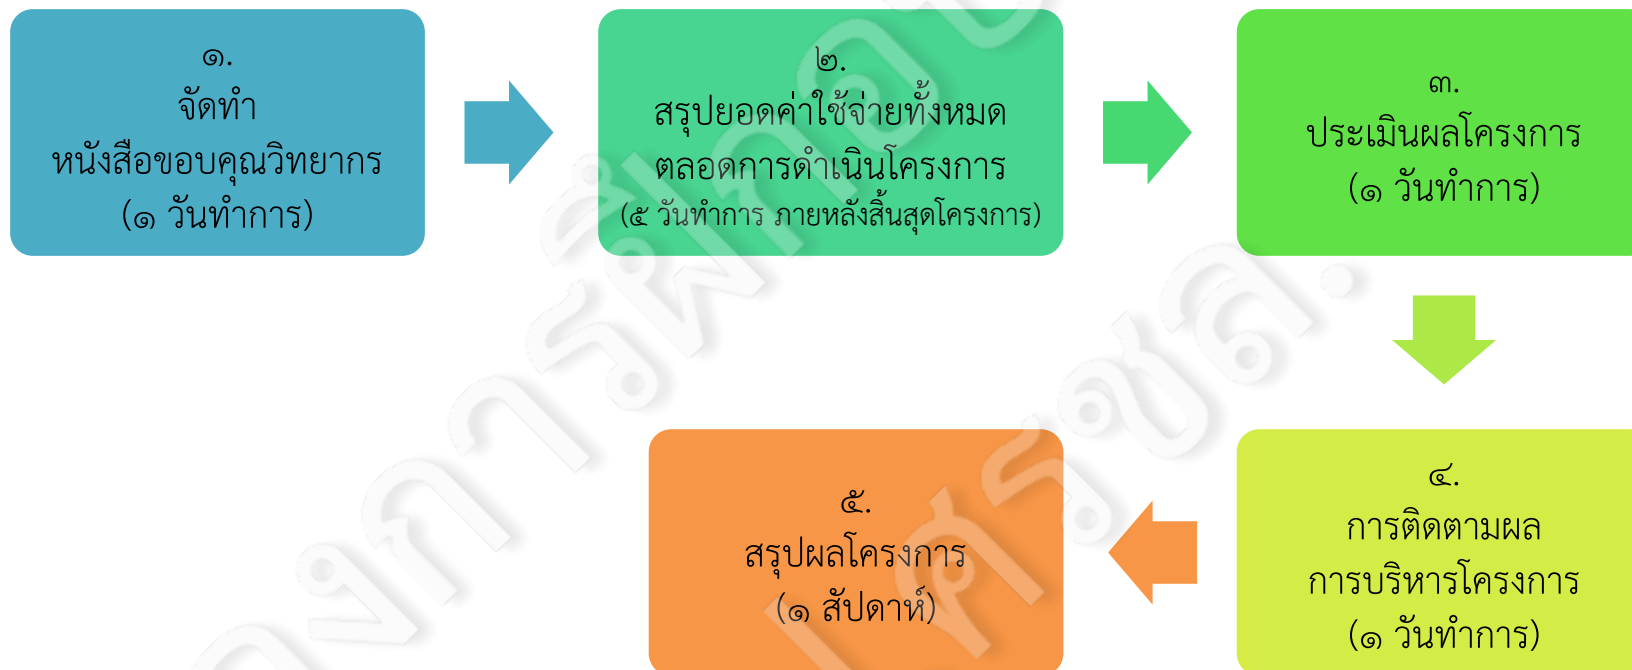 ๑.
จัดทำ
หนังสือขอบคุณวิทยากร
(๑ วันทำการ)
๒.
สรุปยอดค่าใช้จ่ายทั้งหมด
ตลอดการดำเนินโครงการ
(๕ วันทำการ ภายหลังสิ้นสุดโครงการ)
๓.
ประเมินผลโครงการ
(๑ วันทำการ)
๔.
การติดตามผล
การบริหารโครงการ
(๑ วันทำการ)
๕.
สรุปผลโครงการ
(๑ สัปดาห์)